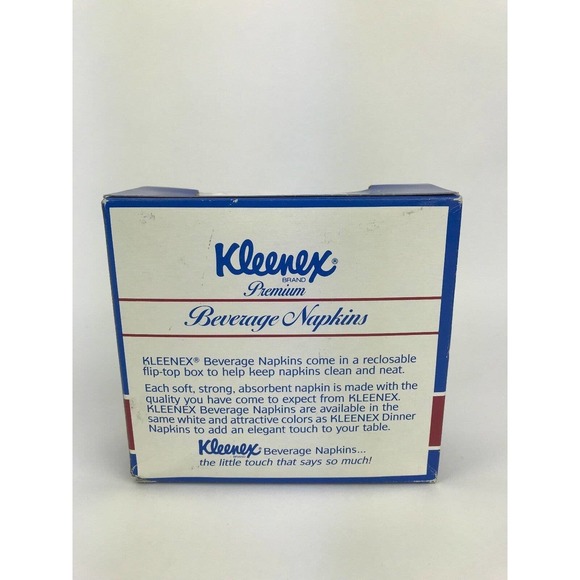 Kleenex®
BRAND
Premium
Beverage Napkins
KLEENEX® Beverage Napkins come in a reclosable
flip-top box to help keep napkins clean and neat.
Each soft, strong, absorbent napkin is made with the
quality you have come to expect from KLEENEX.
KLEENEX Beverage Napkins are available in the
same white and attractive colors as KLEENEX Dinner
Napkins to add an elegant touch to your table.
Kleenex Beverage Napkins...
the little touch that says so much!